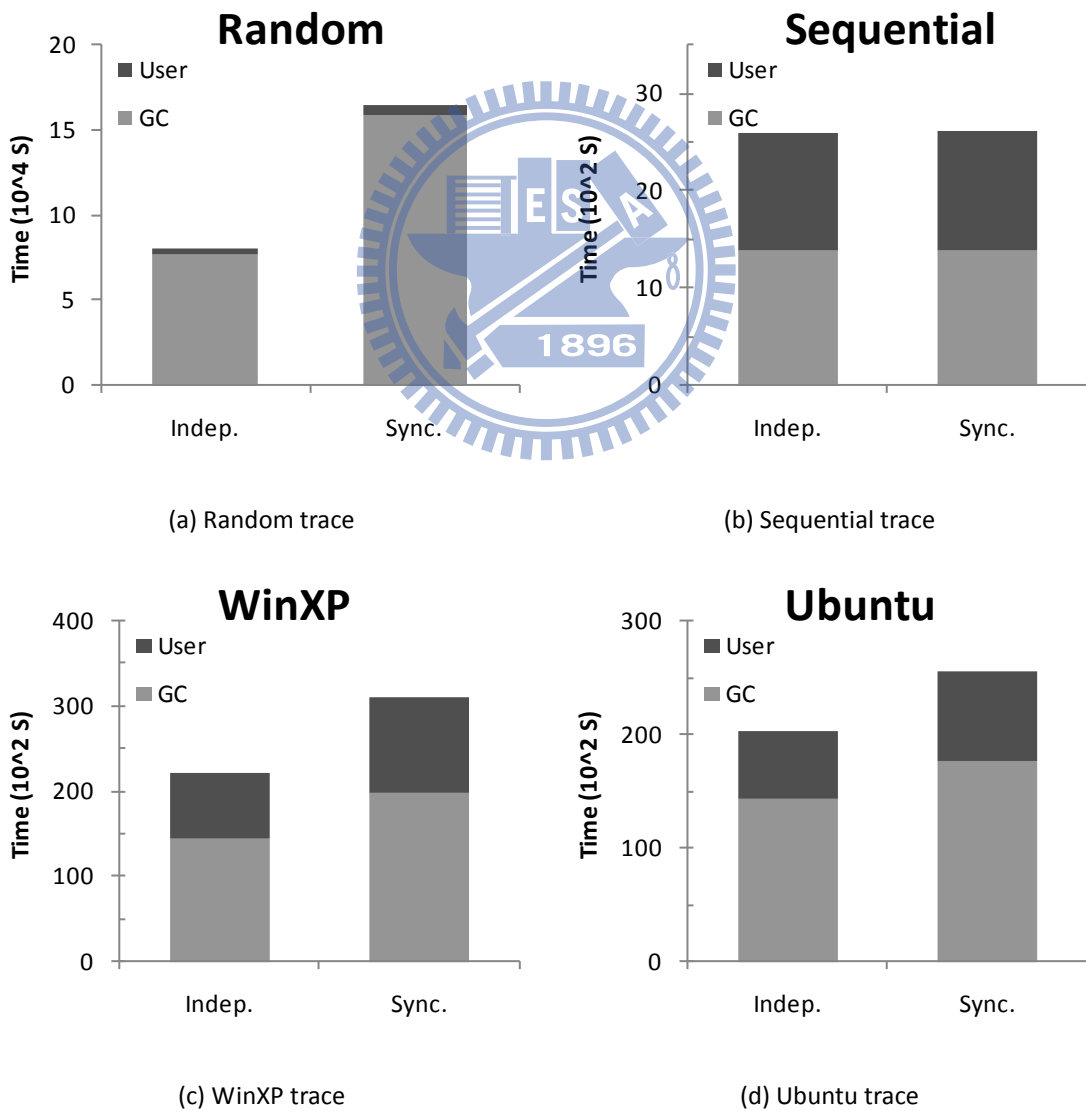 Random
20
User
GC
15
10
5
0
Time (10^4 S)
Indep.
Sync.
(a) Random trace
Sequential
User
30
GC
20
10
0
Time (10^2 S)
Indep.
Sync.
(b) Sequential trace
E S A
1896
WinXP
400
User
GC
300
200
100
0
Time (10^2 S)
Indep.
Sync.
(c) WinXP trace
Ubuntu
300
User
GC
200
100
0
Time (10^2 S)
Indep.
Sync.
(d) Ubuntu trace